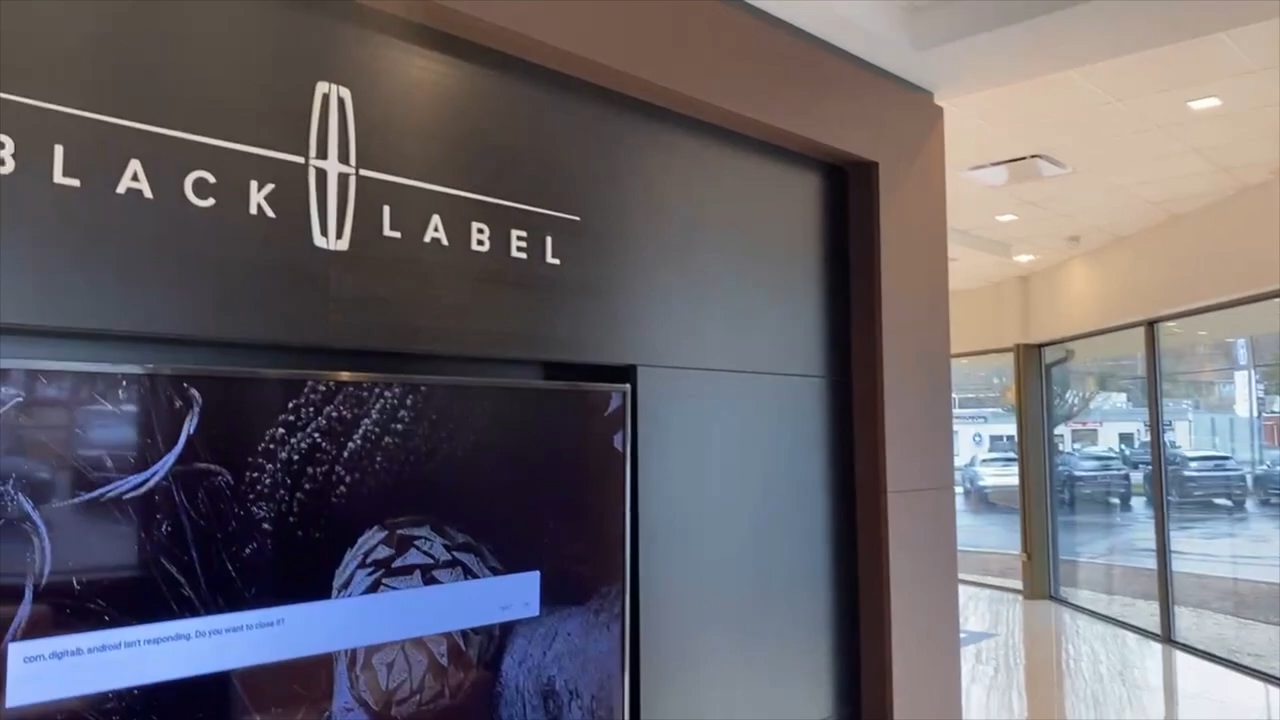 BLACK LABEL
com.digitalb.android isn't responding. Do you want to close it?